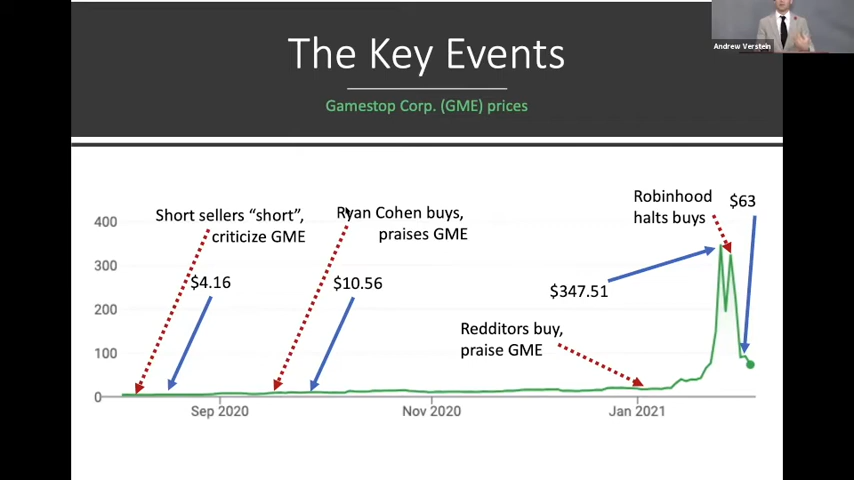 Andrew Verstein
The Key Events
Gamestop Corp. (GME) prices
Short sellers “short”,
criticize GME
Ryan Cohen buys,
praises GME
Robinhood
halts buys
$63
$4.16
$10.56
$347.51
Redditors buy,
praise GME
400
300
200
100
0
Sep 2020
Nov 2020
Jan 2021